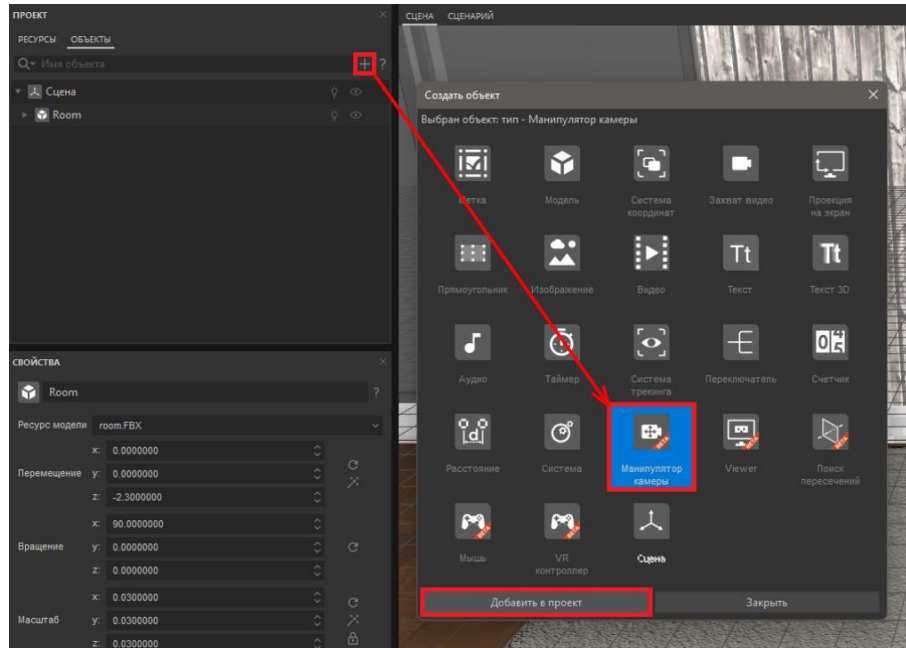 ПРОЕКТ
РЕСУРСЫ ОБЪЕКТЫ
Имя объекта
?
Сцена
Room
СЦЕНА СЦЕНАРИЙ
Создать объект
Выбран объект: тип - Манипулятор камеры
Метка Модель Система Захват видео Проекция
координат на экран
Прямоугольник Изображение Видео Текст Текст 3D
Аудио Таймер Система Переключатель Счетчик
трекинга
Расстояние Система Манипулятор Viewer Поиск
камеры пересечений
Мышь VR Сцена
контроллер
Добавить в проект Закрыть
СВОЙСТВА
Room ?
Ресурс модели room.FBX
x: 0.0000000
Перемещение y: 0.0000000
z: -2.3000000
x: 90.0000000
Вращение y: 0.0000000
z: 0.0000000
x: 0.0300000
Масштаб y: 0.0300000
z: 0.0300000